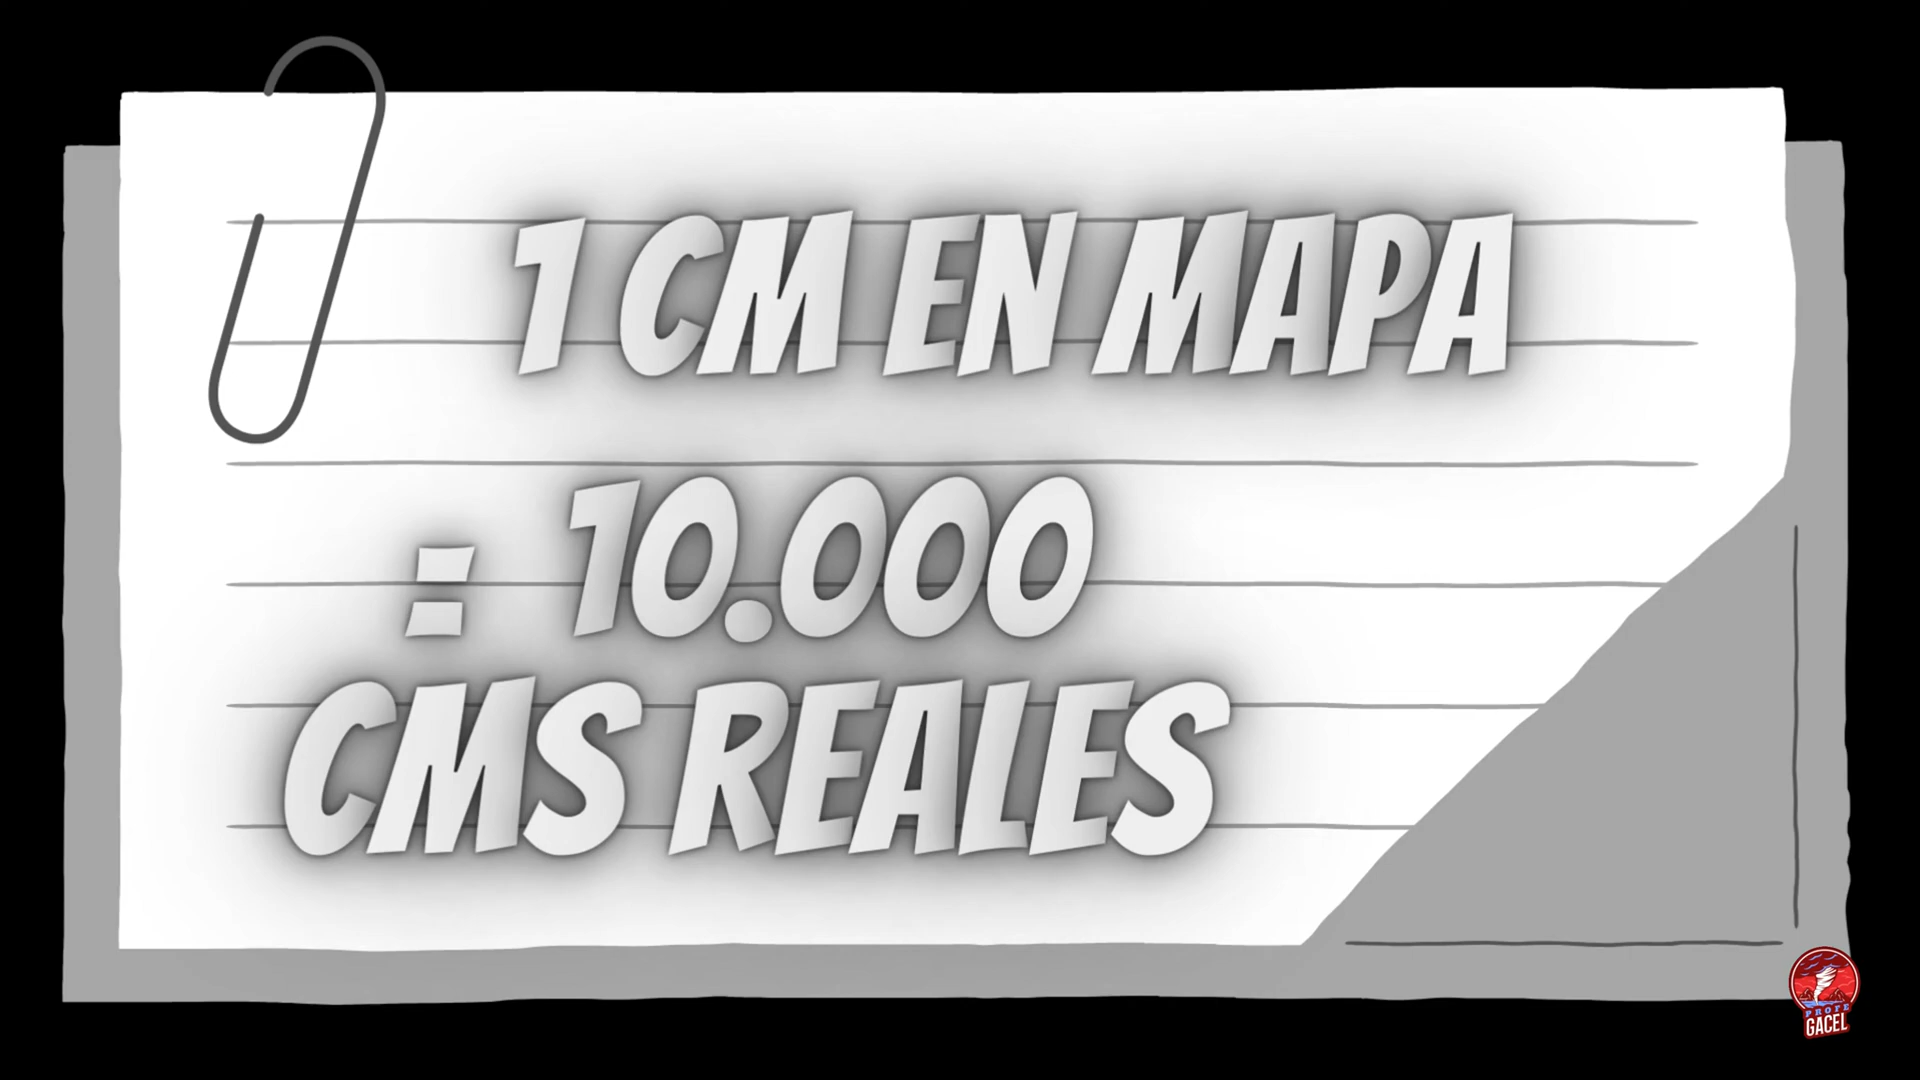 1 CM EN MAPA
= 10.000
CMS REALES
PROFE
GACEL